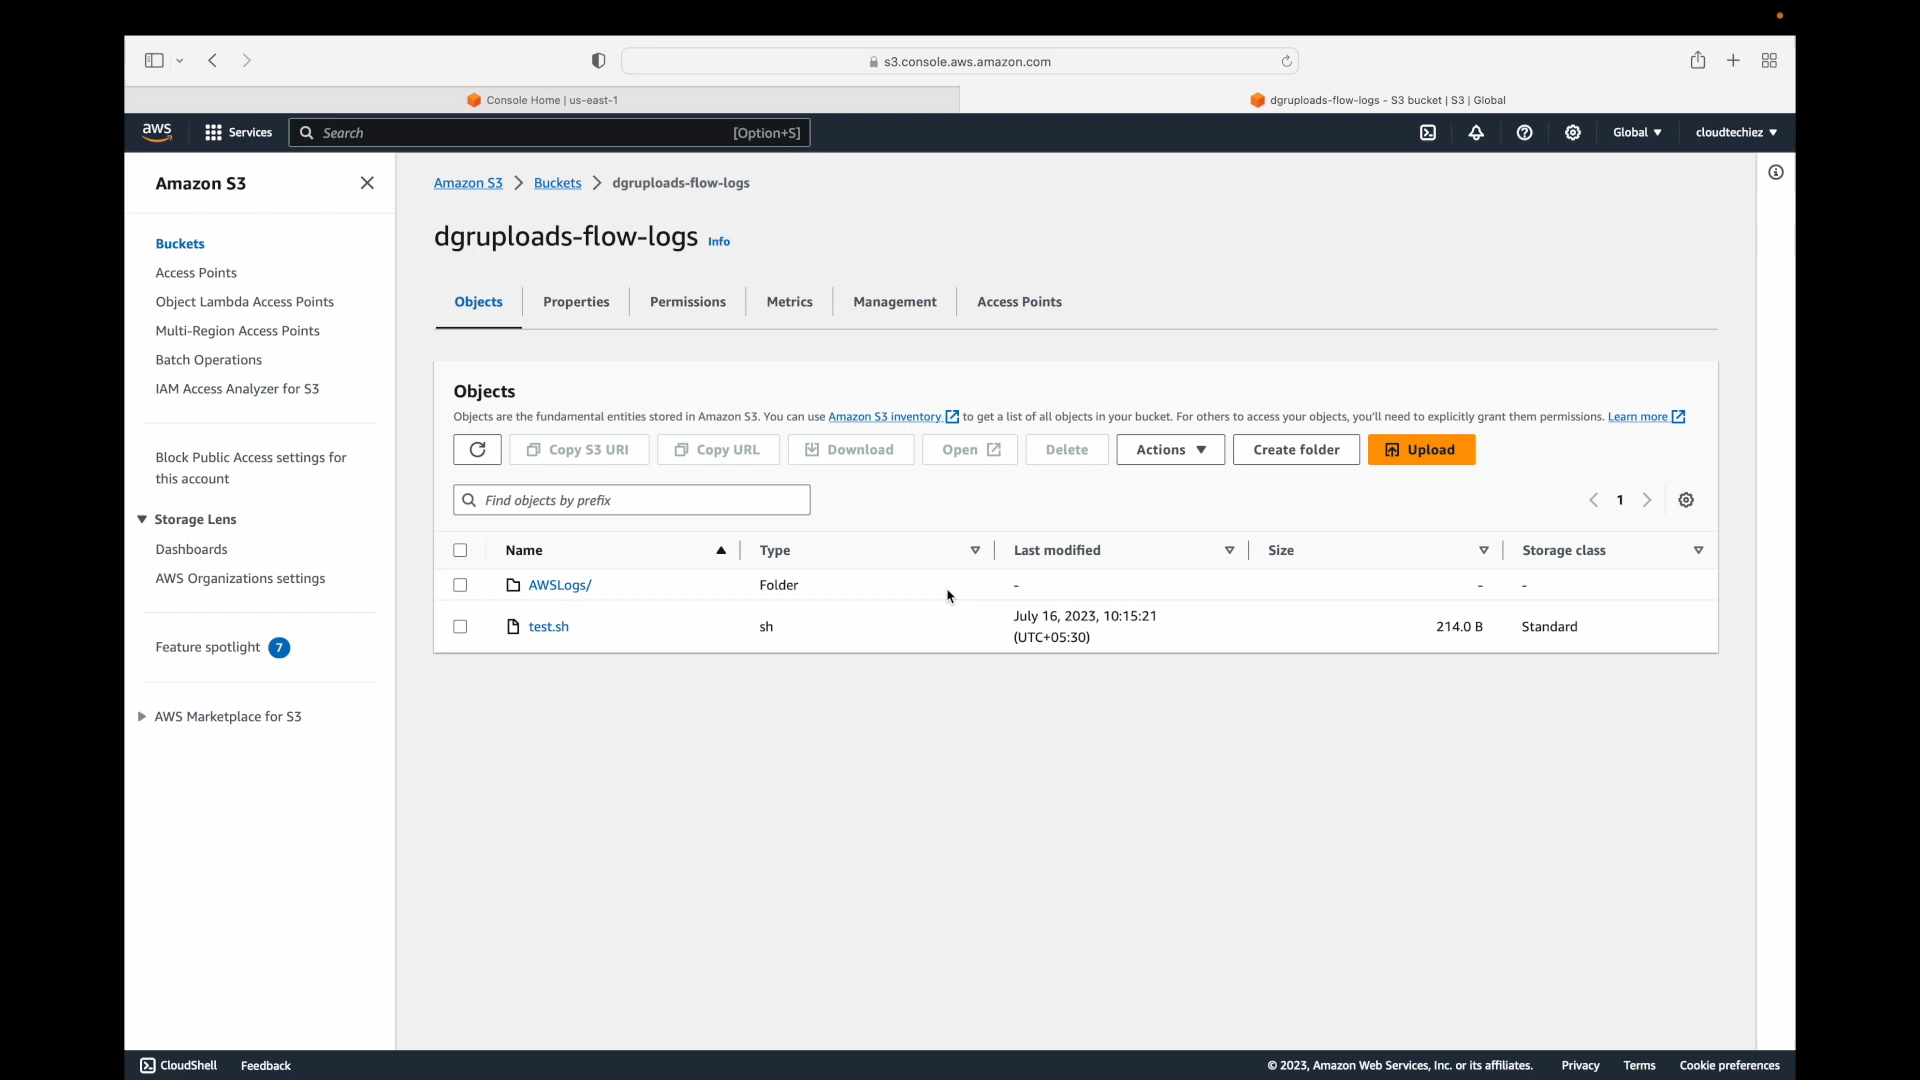 s3.console.aws.amazon.com
Console Home | us-east-1
dgruploads-flow-logs - S3 bucket | S3 | Global
aws
Services
Search
[Option+S]
Global
cloudtechiez
Amazon S3
Buckets
Access Points
Object Lambda Access Points
Multi-Region Access Points
Batch Operations
IAM Access Analyzer for S3
Block Public Access settings for
this account
Storage Lens
Dashboards
AWS Organizations settings
Feature spotlight 7
AWS Marketplace for S3
Amazon S3 > Buckets > dgruploads-flow-logs
dgruploads-flow-logs Info
Objects
Properties
Permissions
Metrics
Management
Access Points
Objects
Objects are the fundamental entities stored in Amazon S3. You can use Amazon S3 inventory to get a list of all objects in your bucket. For others to access your objects, you'll need to explicitly grant them permissions. Learn more
Copy S3 URI
Copy URL
Download
Open
Delete
Actions
Create folder
Upload
Find objects by prefix
1
Name Type Last modified Size Storage class
AWSLogs/ Folder - - -
test.sh sh July 16, 2023, 10:15:21 (UTC+05:30) 214.0 B Standard
CloudShell
Feedback
© 2023, Amazon Web Services, Inc. or its affiliates.
Privacy
Terms
Cookie preferences